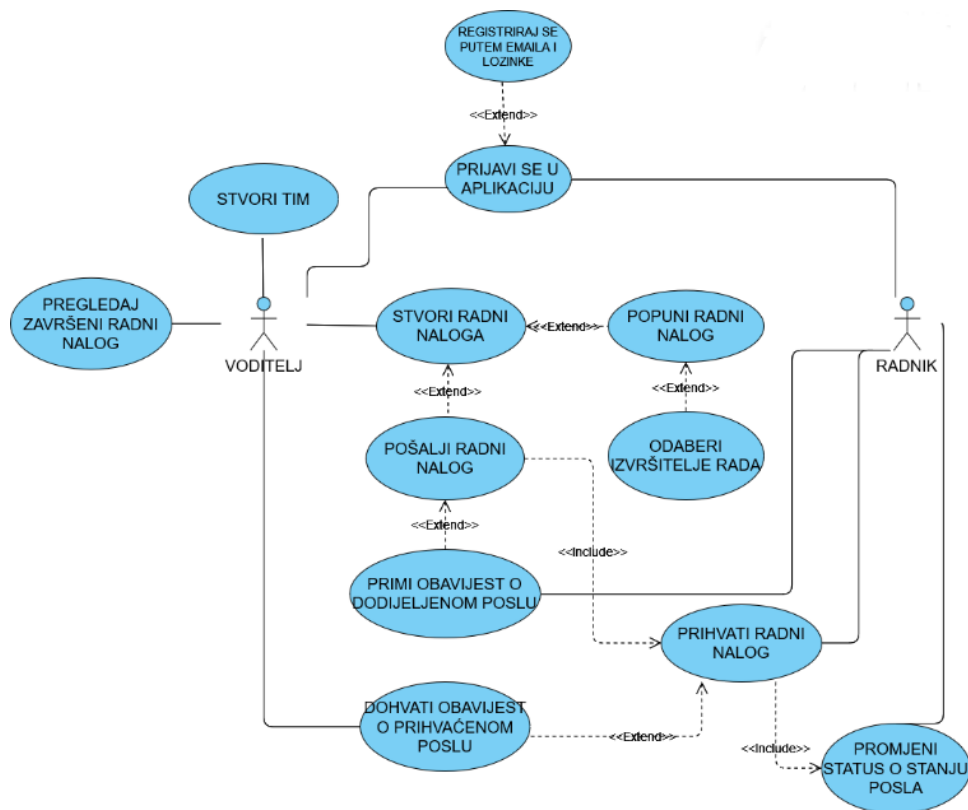 REGISTRIRAJ SE
PUTEM EMAILA I
LOZINKE
<<Extend>>
PRIJAVI SE U
APLIKACIJU
STVORI TIM
PREGLEDAJ
ZAVRŠENI RADNI
NALOG
VODITELJ
STVORI RADNI
NALOGA
<<Extend>>
POPUNI RADNI
NALOG
RADNIK
<<Extend>>
<<Extend>>
POŠALJI RADNI
NALOG
ODABERI
IZVRŠITELJE RADA
<<Extend>>
<<Include>>
PRIMI OBAVIJEST O
DODIJELJENOM POSLU
PRIHVATI RADNI
NALOG
DOHVATI OBAVIJEST
O PRIHVAĆENOM
POSLU
<<Extend>>
<<Include>>
PROMJENI
STATUS O STANJU
POSLA